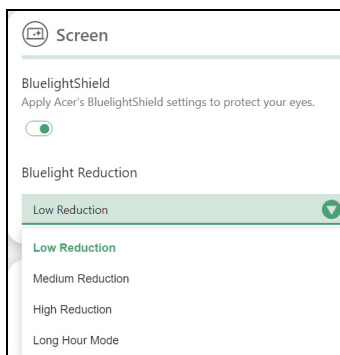 Screen
BluelightShield
Apply Acer's BluelightShield settings to protect your eyes.
Bluelight Reduction
Low Reduction
Low Reduction
Medium Reduction
High Reduction
Long Hour Mode